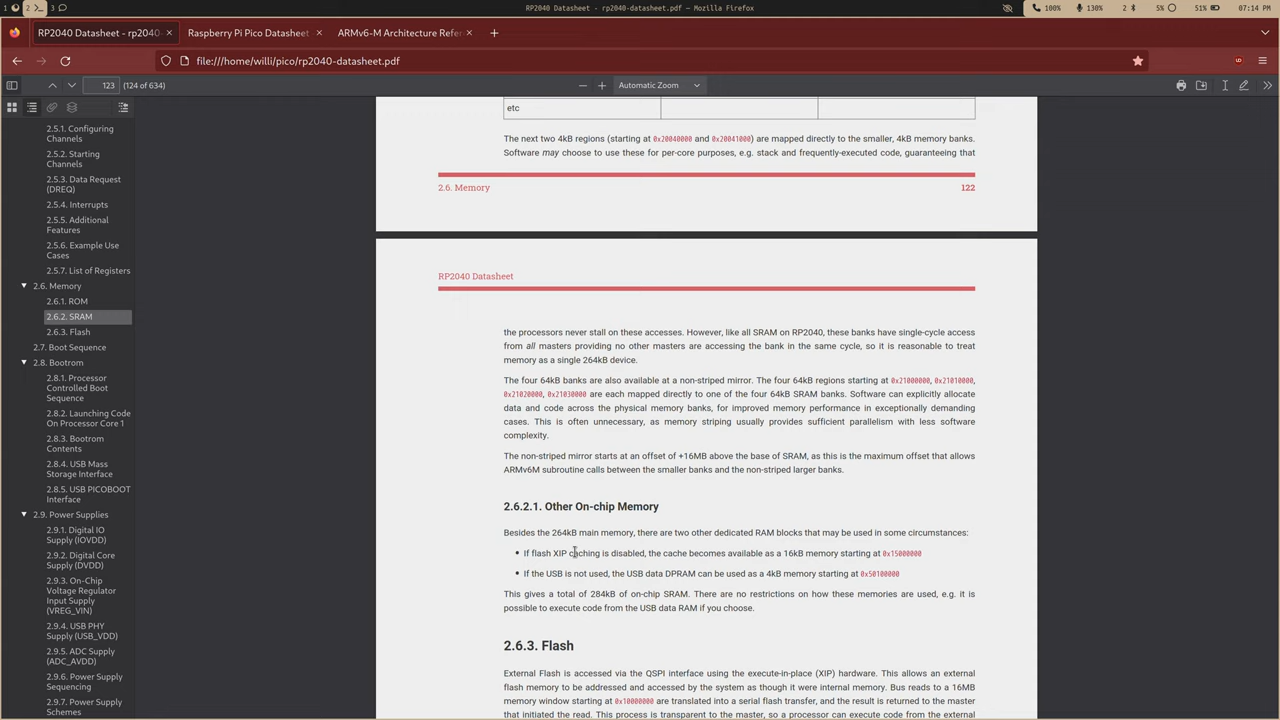 1 2 3 RP2040 Datasheet - rp2040-datasheet.pdf — Mozilla Firefox 100% 130% 2 5% 51% 07:14 PM
RP2040 Datasheet - rp2040- Raspberry Pi Pico Datasheet ARMv6-M Architecture Refer
file:///home/willi/pico/rp2040-datasheet.pdf
123 (124 of 634) Automatic Zoom
2.5.1. Configuring
Channels
2.5.2. Starting
Channels
2.5.3. Data Request
(DREQ)
2.5.4. Interrupts
2.5.5. Additional
Features
2.5.6. Example Use
Cases
2.5.7. List of Registers
2.6. Memory
2.6.1. ROM
2.6.2. SRAM
2.6.3. Flash
2.7. Boot Sequence
2.8. Bootrom
2.8.1. Processor
Controlled Boot
Sequence
2.8.2. Launching Code
On Processor Core 1
2.8.3. Bootrom
Contents
2.8.4. USB Mass
Storage Interface
2.8.5. USB PICOBOOT
Interface
2.9. Power Supplies
2.9.1. Digital IO
Supply (IOVDD)
2.9.2. Digital Core
Supply (DVDD)
2.9.3. On-Chip
Voltage Regulator
Input Supply
(VREG_VIN)
2.9.4. USB PHY
Supply (USB_VDD)
2.9.5. ADC Supply
(ADC_AVDD)
2.9.6. Power Supply
Sequencing
2.9.7. Power Supply
Schemes
etc
The next two 4kB regions (starting at 0x20040000 and 0x20041000) are mapped directly to the smaller, 4kB memory banks.
Software may choose to use these for per-core purposes, e.g. stack and frequently-executed code, guaranteeing that
2.6. Memory 122
RP2040 Datasheet
the processors never stall on these accesses. However, like all SRAM on RP2040, these banks have single-cycle access
from all masters providing no other masters are accessing the bank in the same cycle, so it is reasonable to treat
memory as a single 264kB device.
The four 64kB banks are also available at a non-striped mirror. The four 64kB regions starting at 0x21000000, 0x21010000,
0x21020000, 0x21030000 are each mapped directly to one of the four 64kB SRAM banks. Software can explicitly allocate
data and code across the physical memory banks, for improved memory performance in exceptionally demanding
cases. This is often unnecessary, as memory striping usually provides sufficient parallelism with less software
complexity.
The non-striped mirror starts at an offset of +16MB above the base of SRAM, as this is the maximum offset that allows
ARMv6M subroutine calls between the smaller banks and the non-striped larger banks.
2.6.2.1. Other On-chip Memory
Besides the 264kB main memory, there are two other dedicated RAM blocks that may be used in some circumstances:
• If flash XIP caching is disabled, the cache becomes available as a 16kB memory starting at 0x15000000
• If the USB is not used, the USB data DPRAM can be used as a 4kB memory starting at 0x50100000
This gives a total of 284kB of on-chip SRAM. There are no restrictions on how these memories are used, e.g. it is
possible to execute code from the USB data RAM if you choose.
2.6.3. Flash
External Flash is accessed via the QSPI interface using the execute-in-place (XIP) hardware. This allows an external
flash memory to be addressed and accessed by the system as though it were internal memory. Bus reads to a 16MB
memory window starting at 0x10000000 are translated into a serial flash transfer, and the result is returned to the master
that initiated the read. This process is transparent to the master, so a processor can execute code from the external